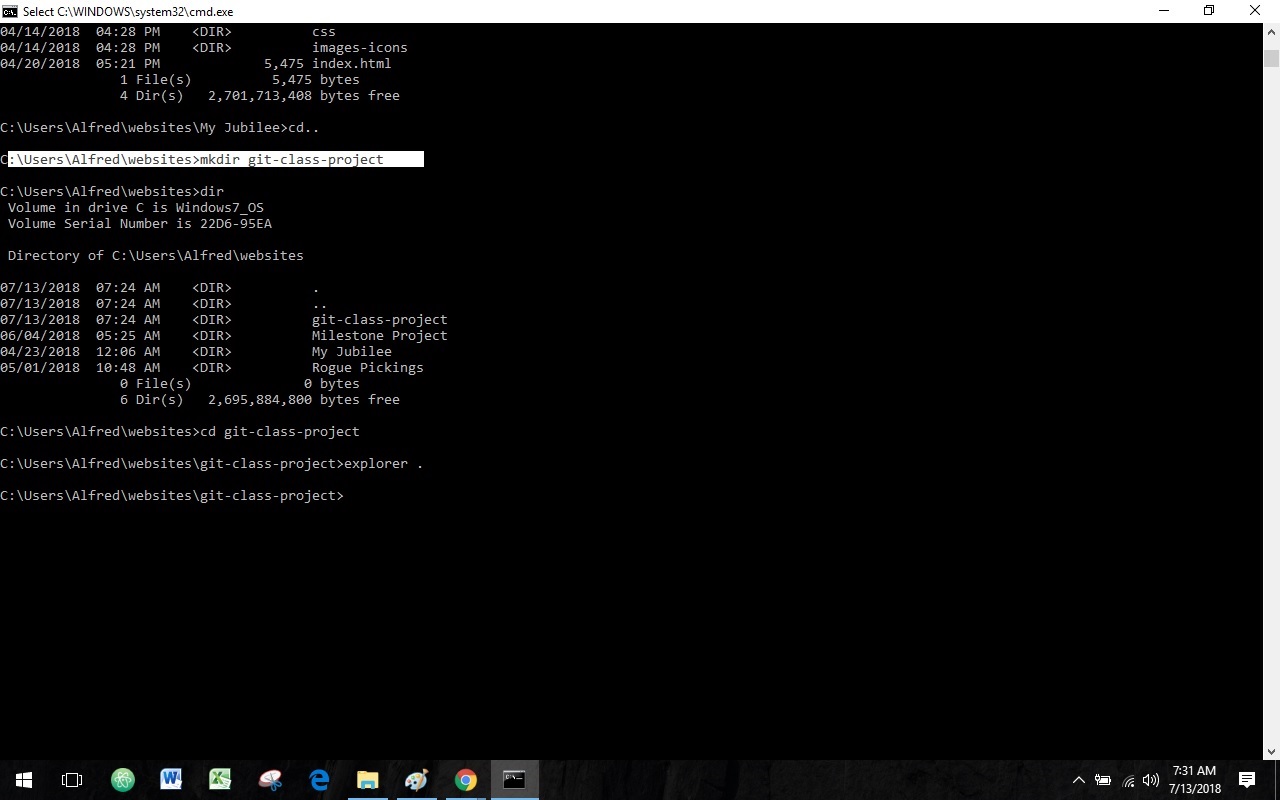 Select C:\WINDOWS\system32\cmd.exe
04/14/2018  04:28 PM    <DIR>          css
04/14/2018  04:28 PM    <DIR>          images-icons
04/20/2018  05:21 PM             5,475 index.html
               1 File(s)          5,475 bytes
               4 Dir(s)   2,701,713,408 bytes free
C:\Users\Alfred\websites\My Jubilee>cd..
C:\Users\Alfred\websites>mkdir git-class-project
C:\Users\Alfred\websites>dir
 Volume in drive C is Windows7_OS
 Volume Serial Number is 22D6-95EA
 Directory of C:\Users\Alfred\websites
07/13/2018  07:24 AM    <DIR>          .
07/13/2018  07:24 AM    <DIR>          ..
07/13/2018  07:24 AM    <DIR>          git-class-project
06/04/2018  05:25 AM    <DIR>          Milestone Project
04/23/2018  12:06 AM    <DIR>          My Jubilee
05/01/2018  10:48 AM    <DIR>          Rogue Pickings
               0 File(s)              0 bytes
               6 Dir(s)   2,695,884,800 bytes free
C:\Users\Alfred\websites>cd git-class-project
C:\Users\Alfred\websites\git-class-project>explorer .
C:\Users\Alfred\websites\git-class-project>
7:31 AM
7/13/2018